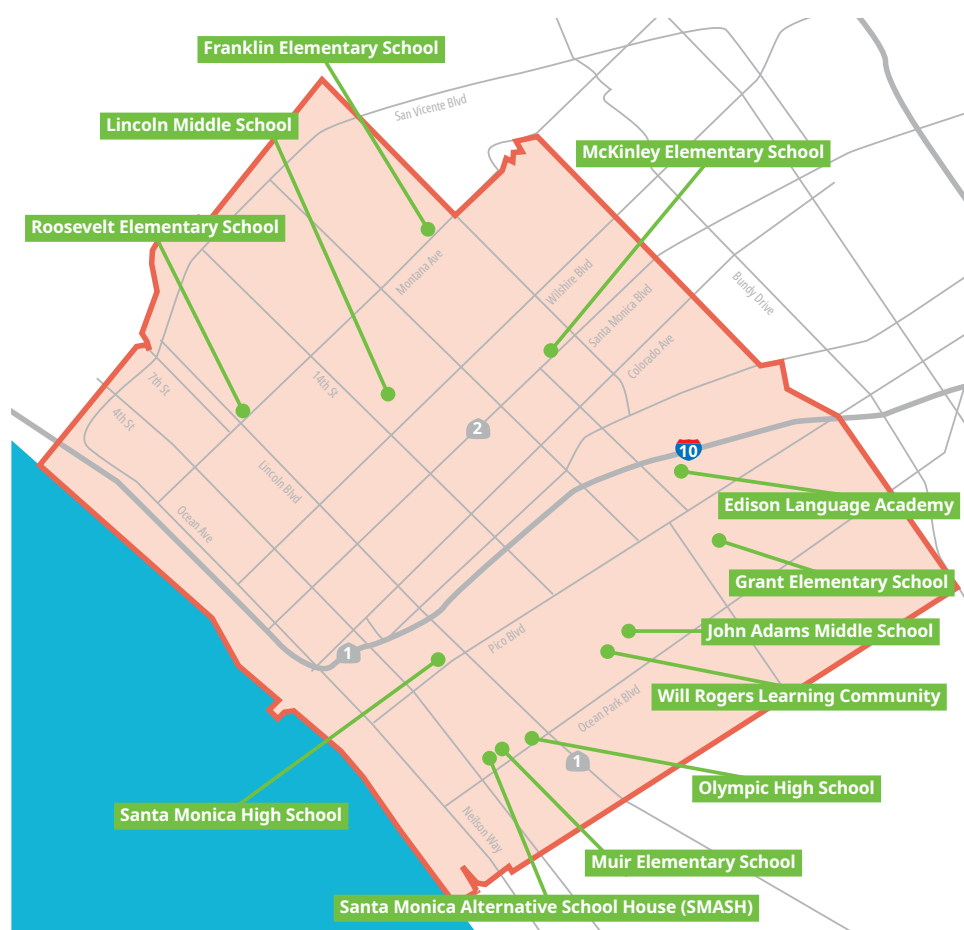 Franklin Elementary School
San Vicente Blvd
Lincoln Middle School
McKinley Elementary School
Roosevelt Elementary School
Montana Ave
Wilshire Blvd
Bundy Drive
Santa Monica Blvd
Colorado Ave
7th St
14th St
4th St
2
10
Lincoln Blvd
Edison Language Academy
Ocean Ave
Grant Elementary School
John Adams Middle School
Pico Blvd
1
Will Rogers Learning Community
Ocean Park Blvd
1
Olympic High School
Santa Monica High School
Neilson Way
Muir Elementary School
Santa Monica Alternative School House (SMASH)